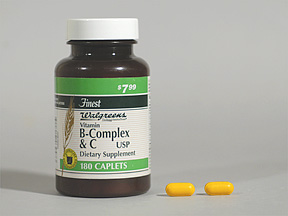 $7.99
Finest
Walgreens
Vitamin
B-Complex
& C USP
Dietary Supplement
180 CAPLETS